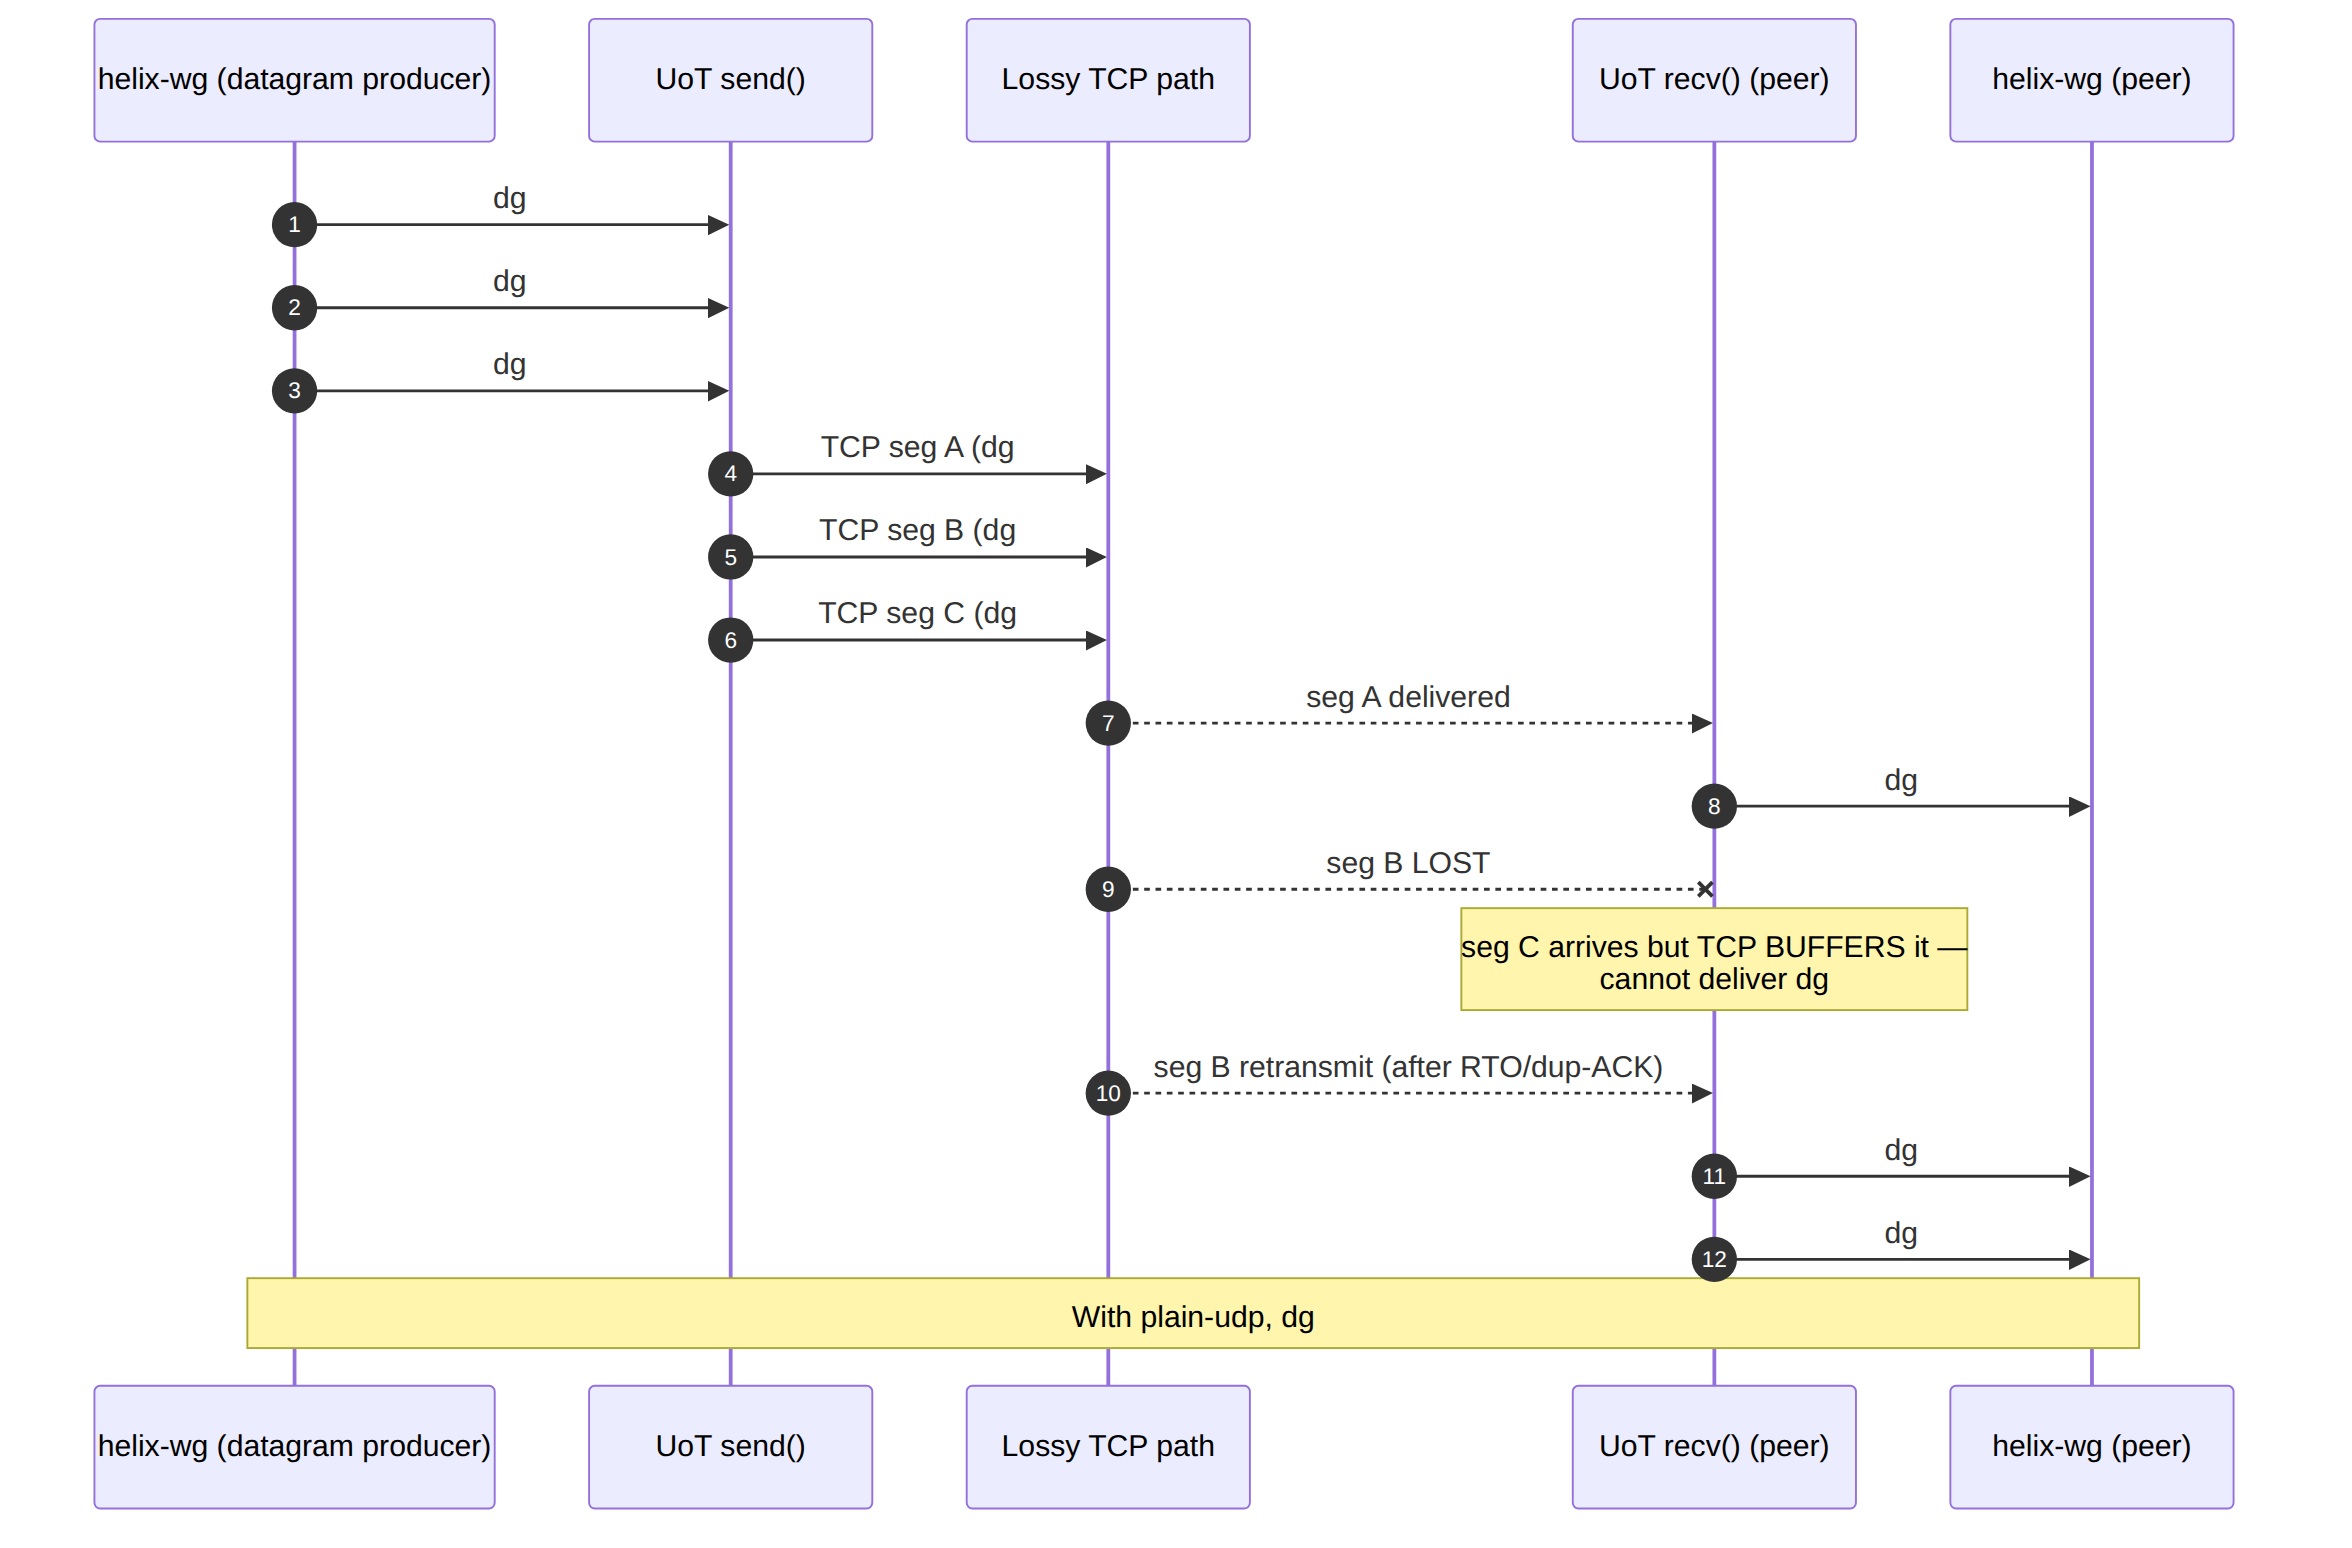 helix-wg (datagram producer)
UoT send()
Lossy TCP path
UoT recv() (peer)
helix-wg (peer)
dg
1
dg
2
dg
3
TCP seg A (dg
4
TCP seg B (dg
5
TCP seg C (dg
6
seg A delivered
7
dg
8
seg B LOST
9
seg C arrives but TCP BUFFERS it —
cannot deliver dg
seg B retransmit (after RTO/dup-ACK)
10
dg
11
dg
12
With plain-udp, dg
helix-wg (datagram producer)
UoT send()
Lossy TCP path
UoT recv() (peer)
helix-wg (peer)